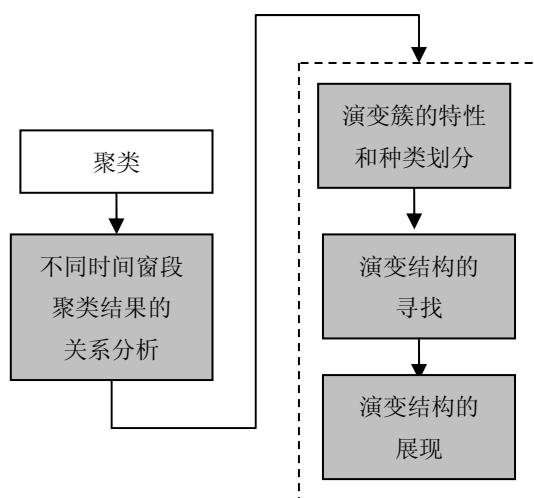 聚类
不同时间窗段
聚类结果的
关系分析
演变簇的特性
和种类划分
演变结构的
寻找
演变结构的
展现